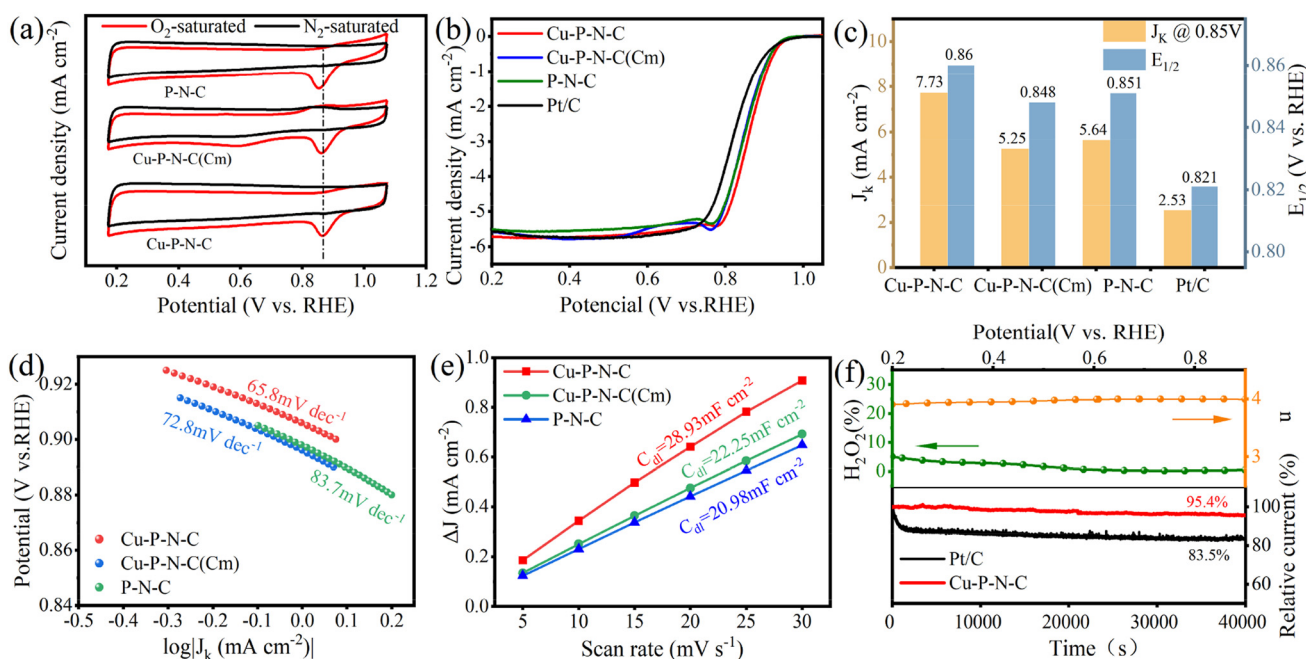 (a)
O2-saturated
N2-saturated
P-N-C
Cu-P-N-C(Cm)
Cu-P-N-C
Current density (mA cm-2)
0.2 0.4 0.6 0.8 1.0 1.2
Potential (V vs. RHE)
(b)
Cu-P-N-C
Cu-P-N-C(Cm)
P-N-C
Pt/C
0
-1
-2
-3
-4
-5
-6
Current density (mA cm-2)
0.2 0.4 0.6 0.8 1.0
Potencial (V vs.RHE)
(c)
JK @ 0.85V
E1/2
10
8
6
4
2
0
Jk (mA cm-2)
7.73 0.86
5.25 0.848
5.64 0.851
2.53 0.821
0.86
0.84
0.82
0.80
E1/2 (V vs. RHE)
Cu-P-N-C Cu-P-N-C(Cm) P-N-C Pt/C
(d)
0.92
0.90
0.88
0.86
0.84
Potential (V vs.RHE)
65.8mV dec-1
72.8mV dec-1
83.7mV dec-1
Cu-P-N-C
Cu-P-N-C(Cm)
P-N-C
-0.5 -0.4 -0.3 -0.2 -0.1 0.0 0.1 0.2
log|Jk (mA cm-2)|
(e)
1.0
0.8
0.6
0.4
0.2
0.0
ΔJ (mA cm-2)
Cu-P-N-C
Cu-P-N-C(Cm)
P-N-C
Cdl=28.93mF cm-2
Cdl=22.25mF cm-2
Cdl=20.98mF cm-2
5 10 15 20 25 30
Scan rate (mV s-1)
(f)
Potential(V vs. RHE)
0.2 0.4 0.6 0.8
30
20
10
0
H2O2(%)
4
3
n
95.4%
83.5%
Pt/C
Cu-P-N-C
100
80
60
Relative current (%)
0 10000 20000 30000 40000
Time（s）